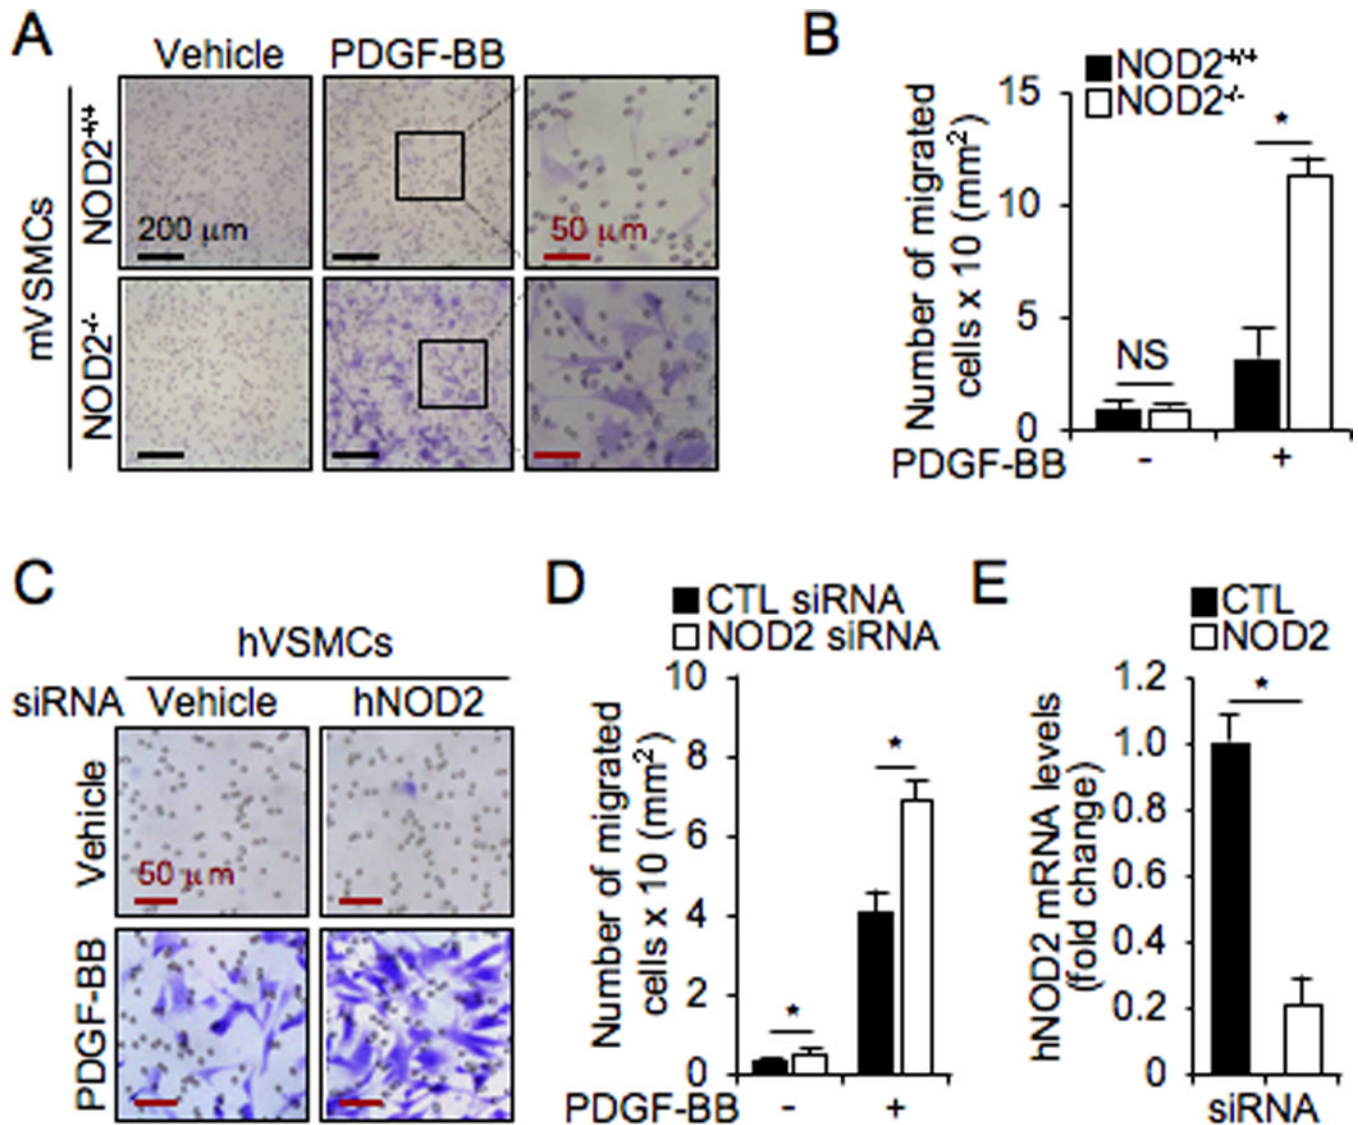 A
Vehicle PDGF-BB
mVSMCs
NOD2+/+
200 μm
50 μm
NOD2-/-
B
NOD2+/+
NOD2-/-
Number of migrated
cells x 10 (mm2)
15
10
5
0
NS
*
PDGF-BB - +
C
hVSMCs
siRNA Vehicle hNOD2
Vehicle
50 μm
PDGF-BB
D
CTL siRNA
NOD2 siRNA
Number of migrated
cells x 10 (mm2)
10
8
6
4
2
0
*
*
PDGF-BB - +
E
CTL
NOD2
hNOD2 mRNA levels
(fold change)
1.2
1.0
0.8
0.6
0.4
0.2
0
*
siRNA